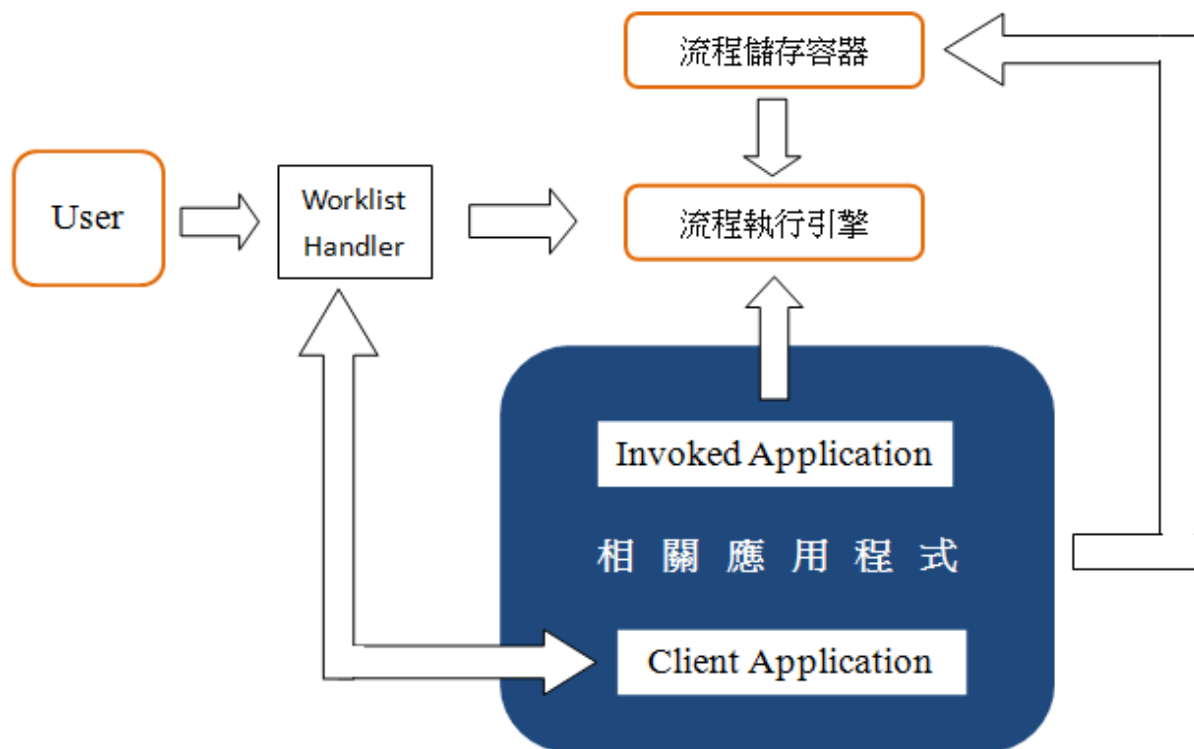 流程儲存容器
User
Worklist
Handler
流程執行引擎
Invoked Application
相關應用程式
Client Application